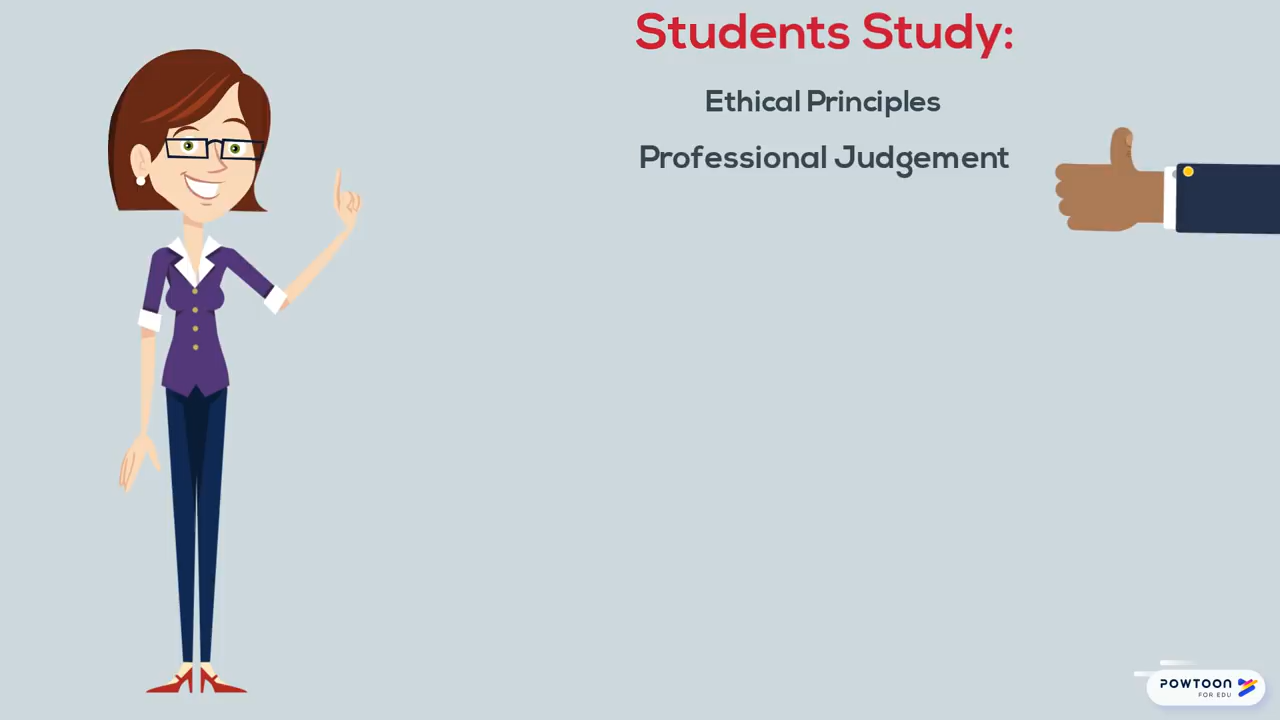 Students Study:
Ethical Principles
Professional Judgement
POWTOON
FOR EDU